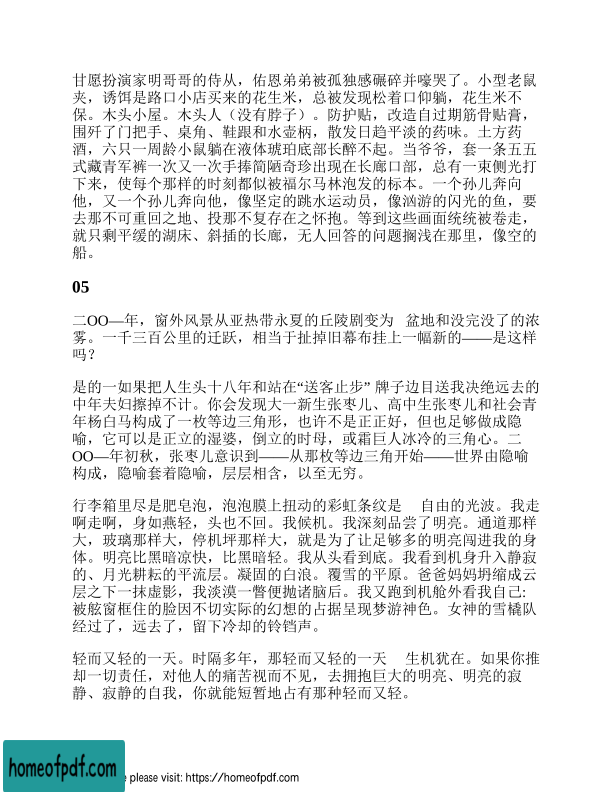 甘愿扮演家明哥哥的侍从，佑恩弟弟被孤独感碾碎并嚎哭了。小型老鼠
夹，诱饵是路口小店买来的花生米，总被发现松着口仰躺，花生米不
保。木头小屋。木头人（没有脖子）。防护贴，改造自过期筋骨贴膏，
围歼了门把手、桌角、鞋跟和水壶柄，散发日趋平淡的药味。土方药
酒，六只一周龄小鼠躺在液体琥珀底部长醉不起。当爷爷，套一条五五
式藏青军裤一次又一次手捧简陋奇珍出现在长廊口部，总有一束侧光打
下来，使每个那样的时刻都似被福尔马林泡发的标本。一个孙儿奔向
他，又一个孙儿奔向他，像坚定的跳水运动员，像汹游的闪光的鱼，要
去那不可重回之地、投那不复存在之怀抱。等到这些画面统统被卷走，
就只剩平缓的湖床、斜插的长廊，无人回答的问题搁浅在那里，像空的
船。
05
二OO—年，窗外风景从亚热带永夏的丘陵剧变为 盆地和没完没了的浓
雾。一千三百公里的迁跃，相当于扯掉旧幕布挂上一幅新的——是这样
吗？
是的一如果把人生头十八年和站在“送客止步” 牌子边目送我决绝远去的
中年夫妇擦掉不计。你会发现大一新生张枣儿、高中生张枣儿和社会青
年杨白马构成了一枚等边三角形，也许不是正正好，但也足够做成隐
喻，它可以是正立的湿婆，倒立的时母，或霜巨人冰冷的三角心。二
OO—年初秋，张枣儿意识到——从那枚等边三角开始——世界由隐喻
构成，隐喻套着隐喻，层层相含，以至无穷。
行李箱里尽是肥皂泡，泡泡膜上扭动的彩虹条纹是 自由的光波。我走
啊走啊，身如燕轻，头也不回。我候机。我深刻品尝了明亮。通道那样
大，玻璃那样大，停机坪那样大，就是为了让足够多的明亮闯进我的身
体。明亮比黑暗凉快，比黑暗轻。我从头看到底。我看到机身升入静寂
的、月光耕耘的平流层。凝固的白浪。覆雪的平原。爸爸妈妈坍缩成云
层之下一抹虚影，我淡漠一瞥便抛诸脑后。我又跑到机舱外看我自己:
被舷窗框住的脸因不切实际的幻想的占据呈现梦游神色。女神的雪橇队
经过了，远去了，留下冷却的铃铛声。
轻而又轻的一天。时隔多年，那轻而又轻的一天 生机犹在。如果你推
却一切责任，对他人的痛苦视而不见，去拥抱巨大的明亮、明亮的寂
静、寂静的自我，你就能短暂地占有那种轻而又轻。
homeofpdf.com
e please visit: https://homeofpdf.com